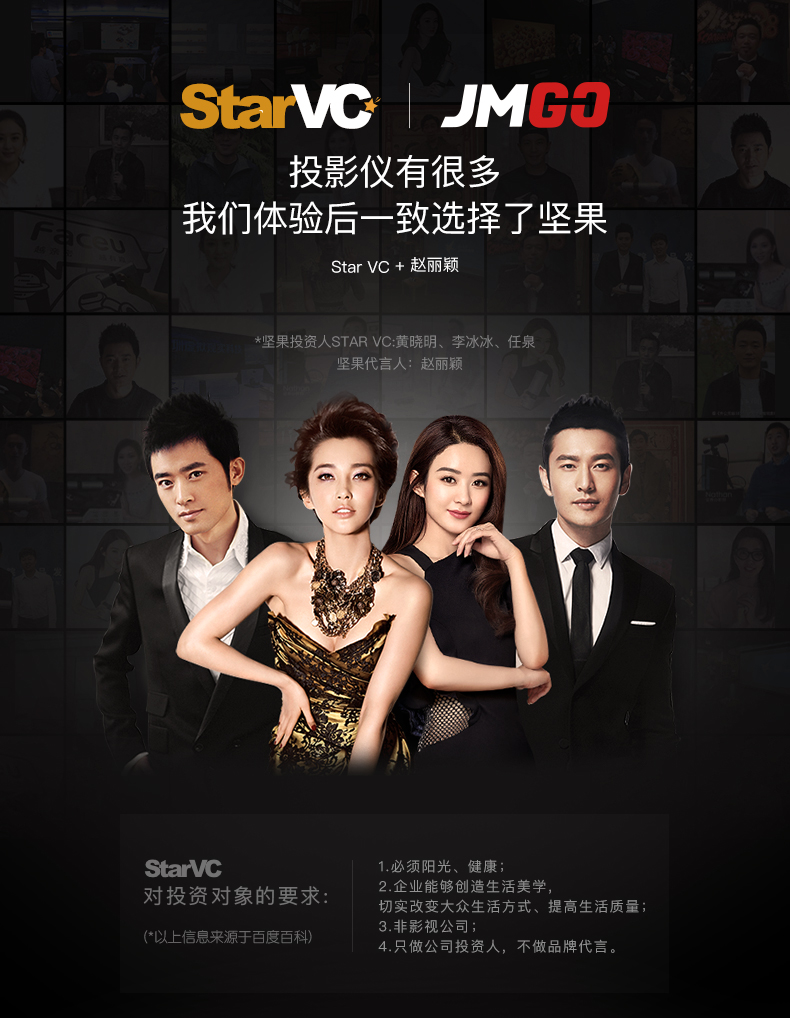 StarVC | JMGO
投影仪有很多
我们体验后一致选择了坚果
Star VC + 赵丽颖
*坚果投资人STAR VC:黄晓明、李冰冰、任泉
坚果代言人：赵丽颖
Faceu
StarVC
对投资对象的要求:
(*以上信息来源于百度百科)
1.必须阳光、健康；
2.企业能够创造生活美学,
切实改变大众生活方式、提高生活质量；
3.非影视公司；
4.只做公司投资人，不做品牌代言。